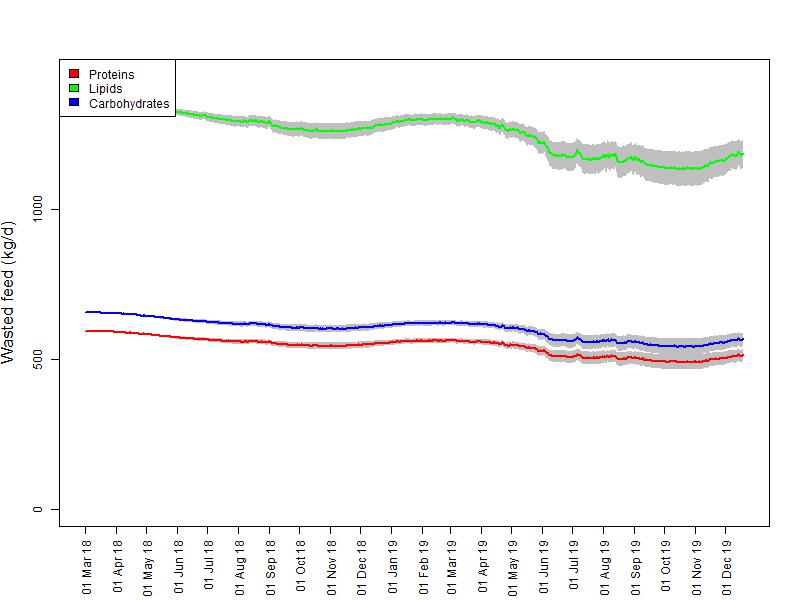 Proteins
Lipids
Carbohydrates
Wasted feed (kg/d)
1000
500
0
01 Mar 18
01 Apr 18
01 May 18
01 Jun 18
01 Jul 18
01 Aug 18
01 Sep 18
01 Oct 18
01 Nov 18
01 Dec 18
01 Jan 19
01 Feb 19
01 Mar 19
01 Apr 19
01 May 19
01 Jun 19
01 Jul 19
01 Aug 19
01 Sep 19
01 Oct 19
01 Nov 19
01 Dec 19